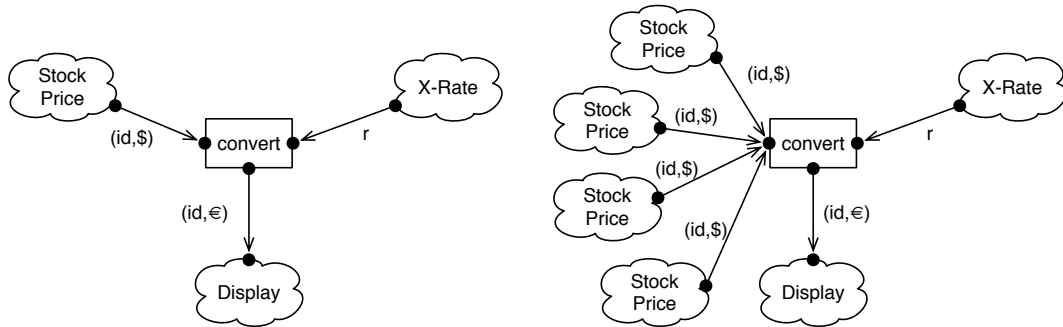 Stock
Price
X-Rate
(id,$)
r
convert
(id,€)
Display
Stock
Price
(id,$)
Stock
Price
(id,$)
X-Rate
r
convert
(id,$)
Stock
Price
(id,$)
(id,€)
Stock
Price
Display